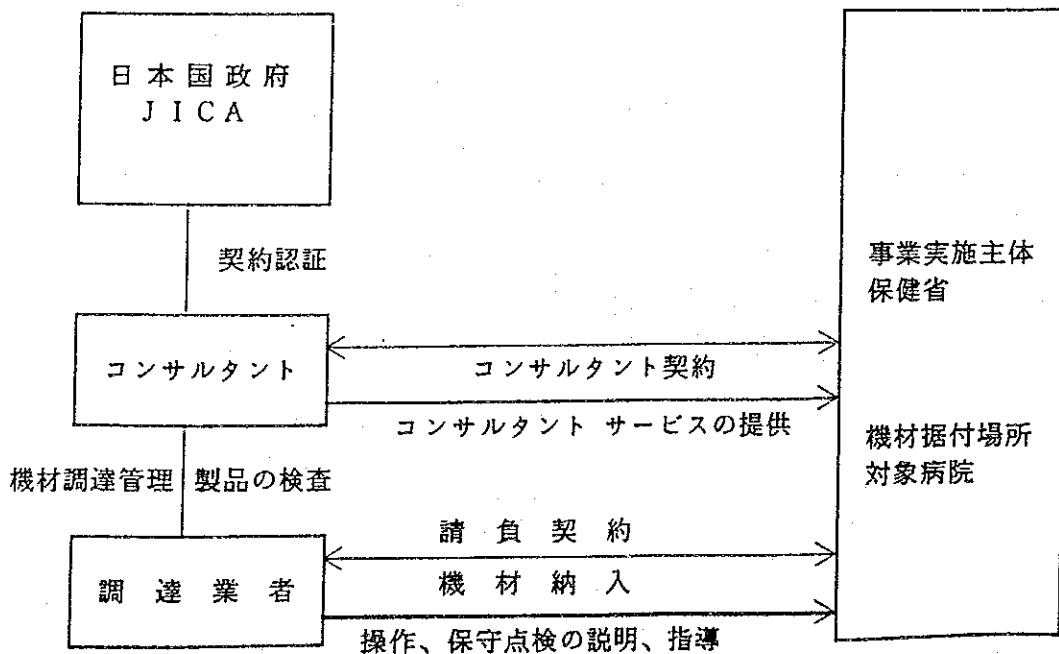 日本国政府
JICA
契約認証
事業実施主体
保健省
コンサルタント
コンサルタント契約
コンサルタント サービスの提供
機材据付場所
対象病院
機材調達管理 製品の検査
請負契約
調達業者
機材納入
操作、保守点検の説明、指導